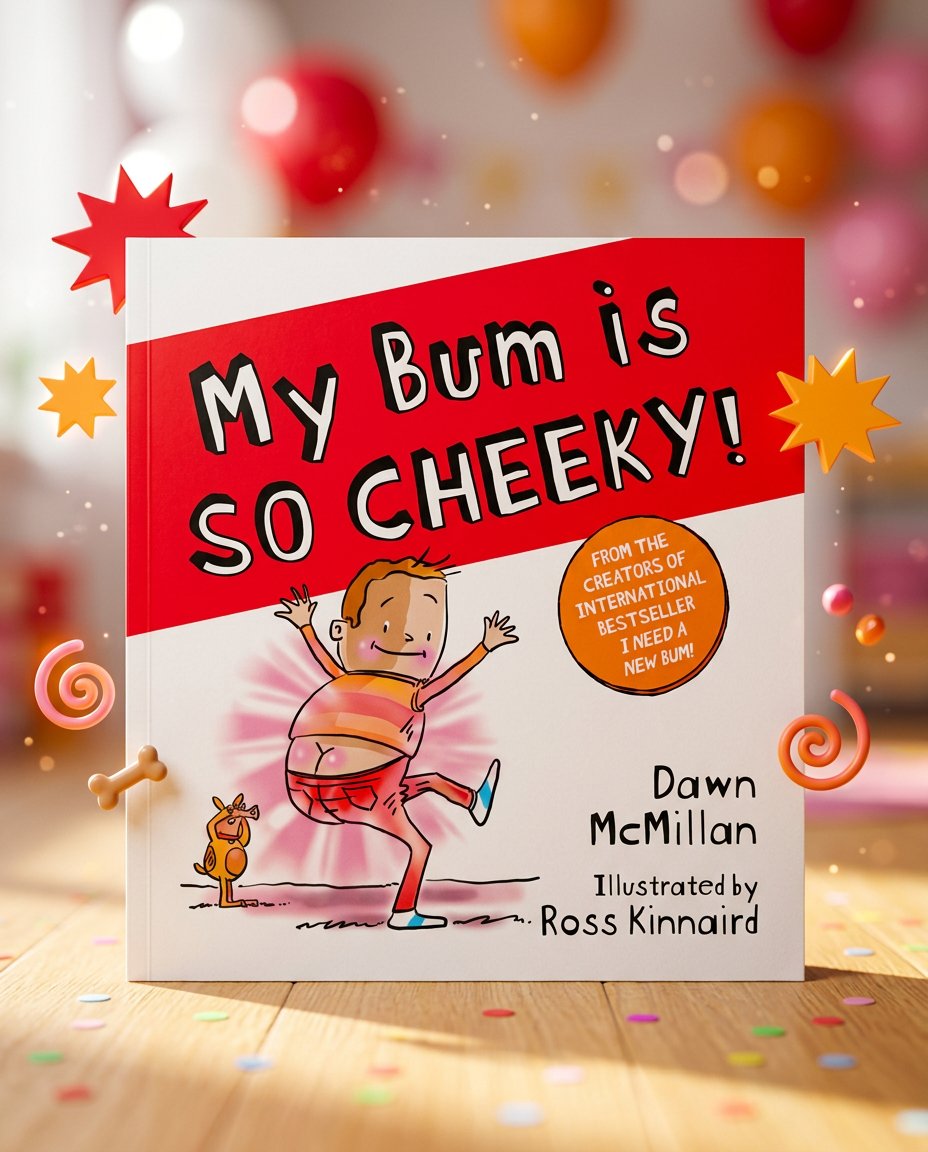 My Bum is
SO CHEEKY!
FROM THE
CREATORS OF
INTERNATIONAL
BESTSELLER
I NEED A
NEW BUM!
Dawn
McMillan
Illustrated by
Ross Kinnaird